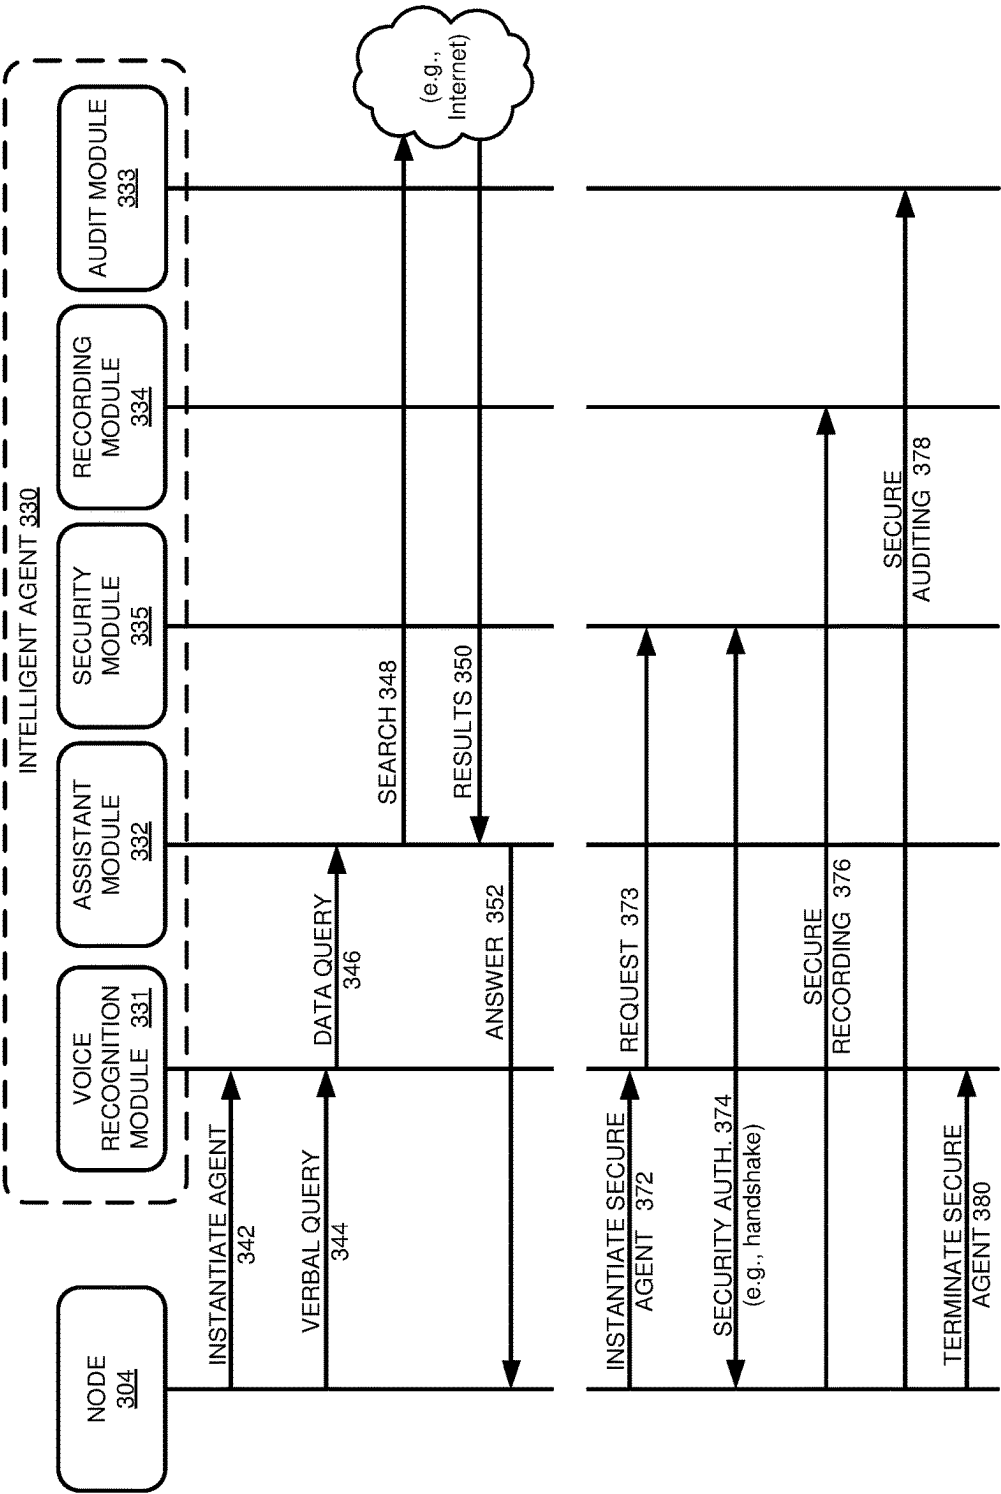 INTELLIGENT AGENT 330
NODE
304
VOICE
RECOGNITION
MODULE 331
ASSISTANT
MODULE
332
SECURITY
MODULE
335
RECORDING
MODULE
334
AUDIT MODULE
333
INSTANTIATE AGENT
342
VERBAL QUERY
344
DATA QUERY
346
SEARCH 348
(e.g.,
Internet)
RESULTS 350
ANSWER 352
INSTANTIATE SECURE
AGENT 372
REQUEST 373
SECURITY AUTH. 374
(e.g., handshake)
SECURE
RECORDING 376
SECURE
AUDITING 378
TERMINATE SECURE
AGENT 380